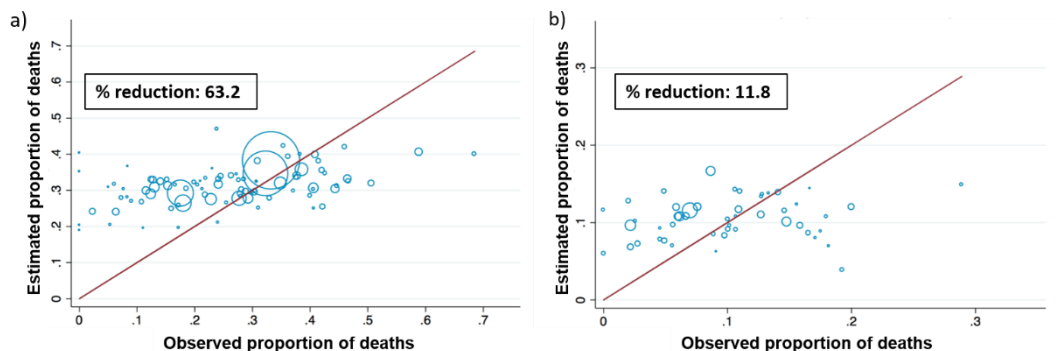 a)
Estimated proportion of deaths
.7
.6
.5
.4
.3
.2
.1
0
% reduction: 63.2
0 .1 .2 .3 .4 .5 .6 .7
Observed proportion of deaths
b)
Estimated proportion of deaths
.3
.2
.1
0
% reduction: 11.8
0 .1 .2 .3
Observed proportion of deaths